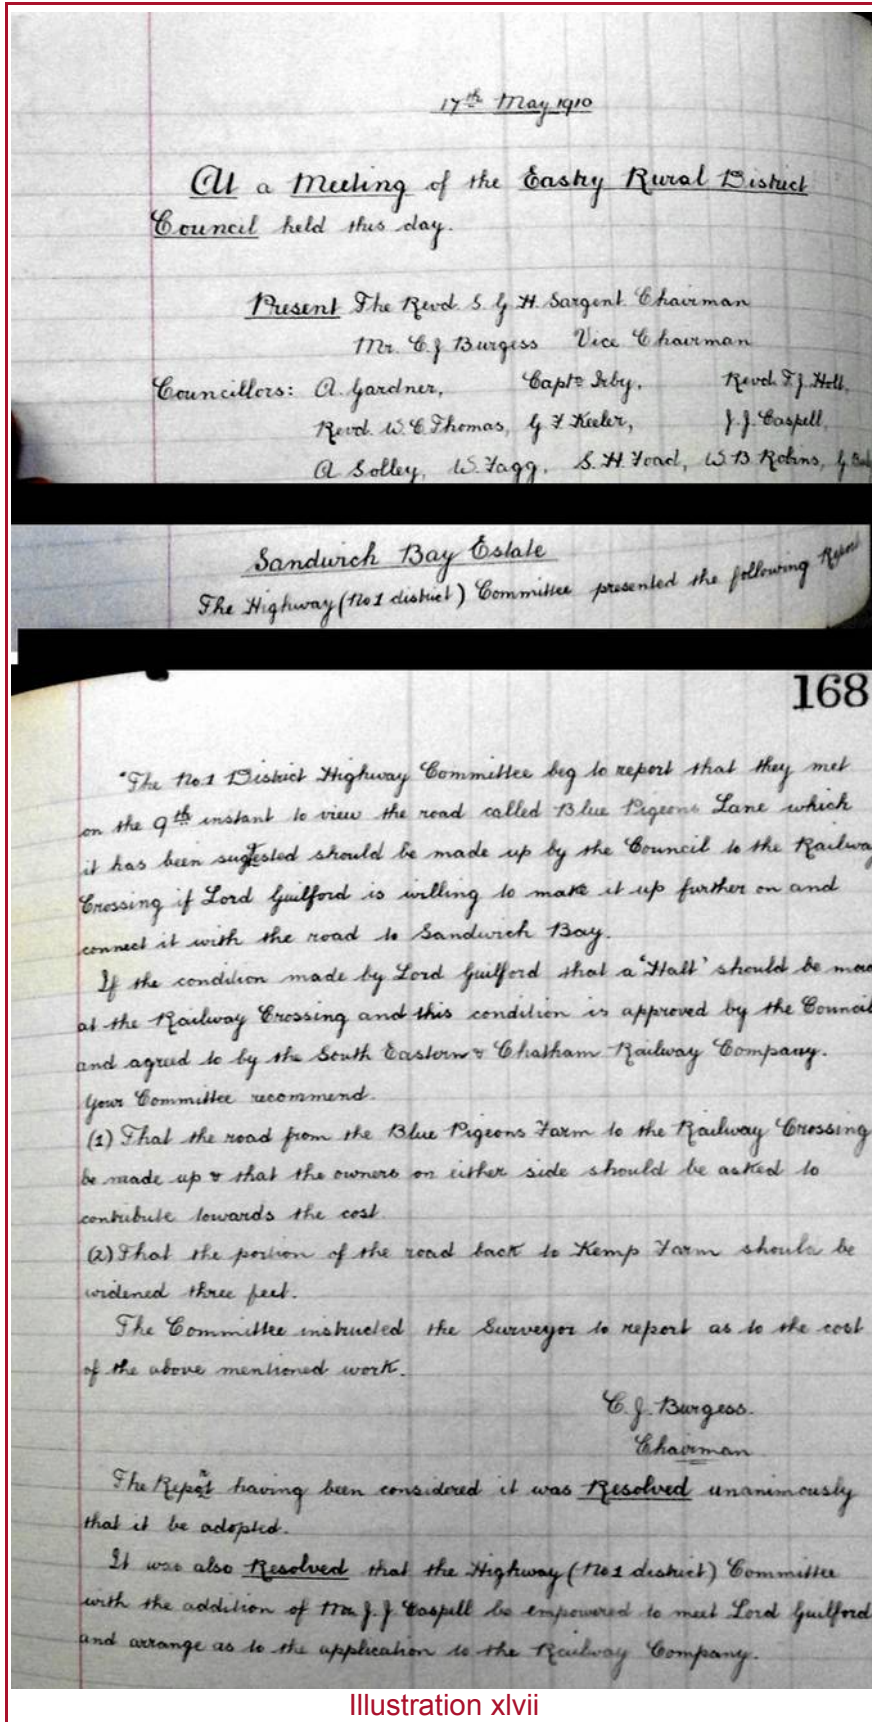 17th May 1910
At a Meeting of the Eastry Rural District
Council held this day.
Present The Revd. S. G. H. Sargent Chairman
Mr. C. J. Burgess Vice Chairman
Councillors: A. Gardner, Captn Irby, Revd. F. J. Holt,
Revd. W. C. Thomas, G. F. Keeler, J. J. Caspell,
A Solley, W. Fagg, S. H. Foad, W. B Robins, G
Sandwich Bay Estate
The Highway (No 1 district) Committee presented the following Report
168
"The No. 1 District Highway Committee beg to report that they met
on the 9th instant to view the road called Blue Pigeons Lane which
it has been suggested should be made up by the Council to the Railway
Crossing if Lord Guilford is willing to make it up further on and
connect it with the road to Sandwich Bay.
If the condition made by Lord Guilford that a "Halt" should be made
at the Railway Crossing and this condition is approved by the Council
and agreed to by the South Eastern & Chatham Railway Company.
Your Committee recommend.
(1) That the road from the Blue Pigeons Farm to the Railway Crossing
be made up & that the owners on either side should be asked to
contribute towards the cost.
(2) That the portion of the road back to Kemp Farm should be
widened three feet.
The Committee instructed the Surveyor to report as to the cost
of the above mentioned work.
C. J. Burgess.
Chairman
The Report having been considered it was Resolved unanimously
that it be adopted.
It was also Resolved that the Highway (No 1 district) Committee
with the addition of Mr J. J. Caspell be empowered to meet Lord Guilford
and arrange as to the application to the Railway Company.
Illustration xlvii